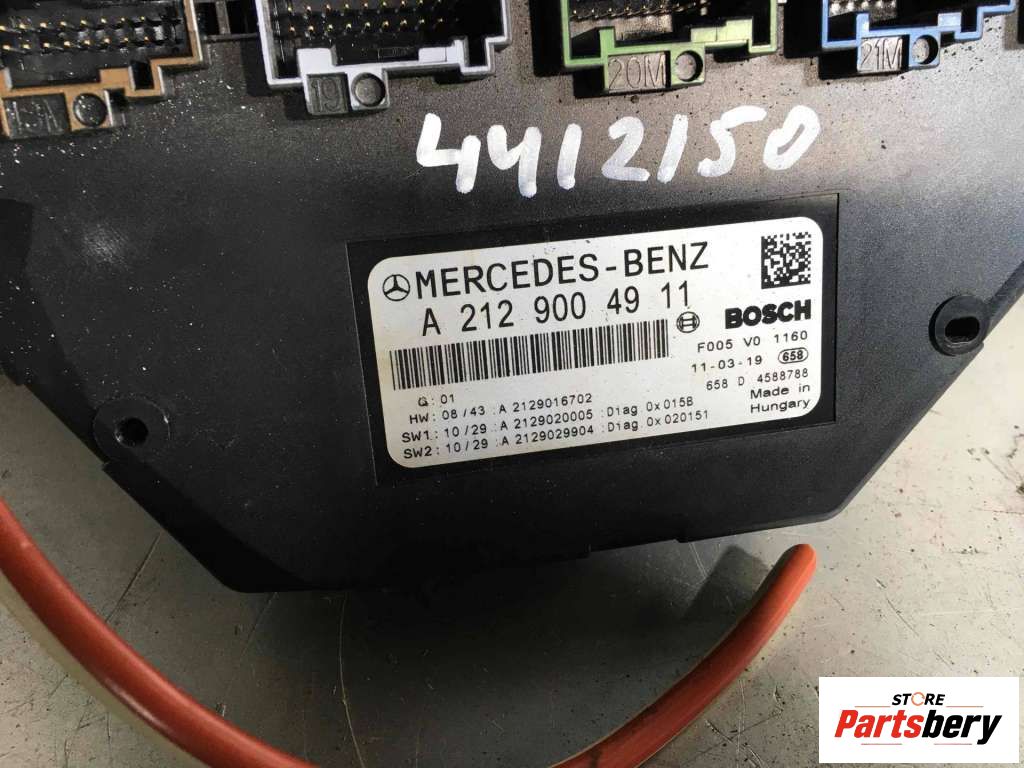 19
20M
21M
4412150
MERCEDES-BENZ
A 212 900 49 11
BOSCH
F005 V0 1160
11-03-19 658
658 D 4588788
Made in
Hungary
G: 01
HW: 08/43 :A 2129016702
SW1: 10/29 :A 2129020005 :Diag.0x015B
SW2: 10/29 :A 2129029904 :Diag.0x020151
STORE
Partsbery